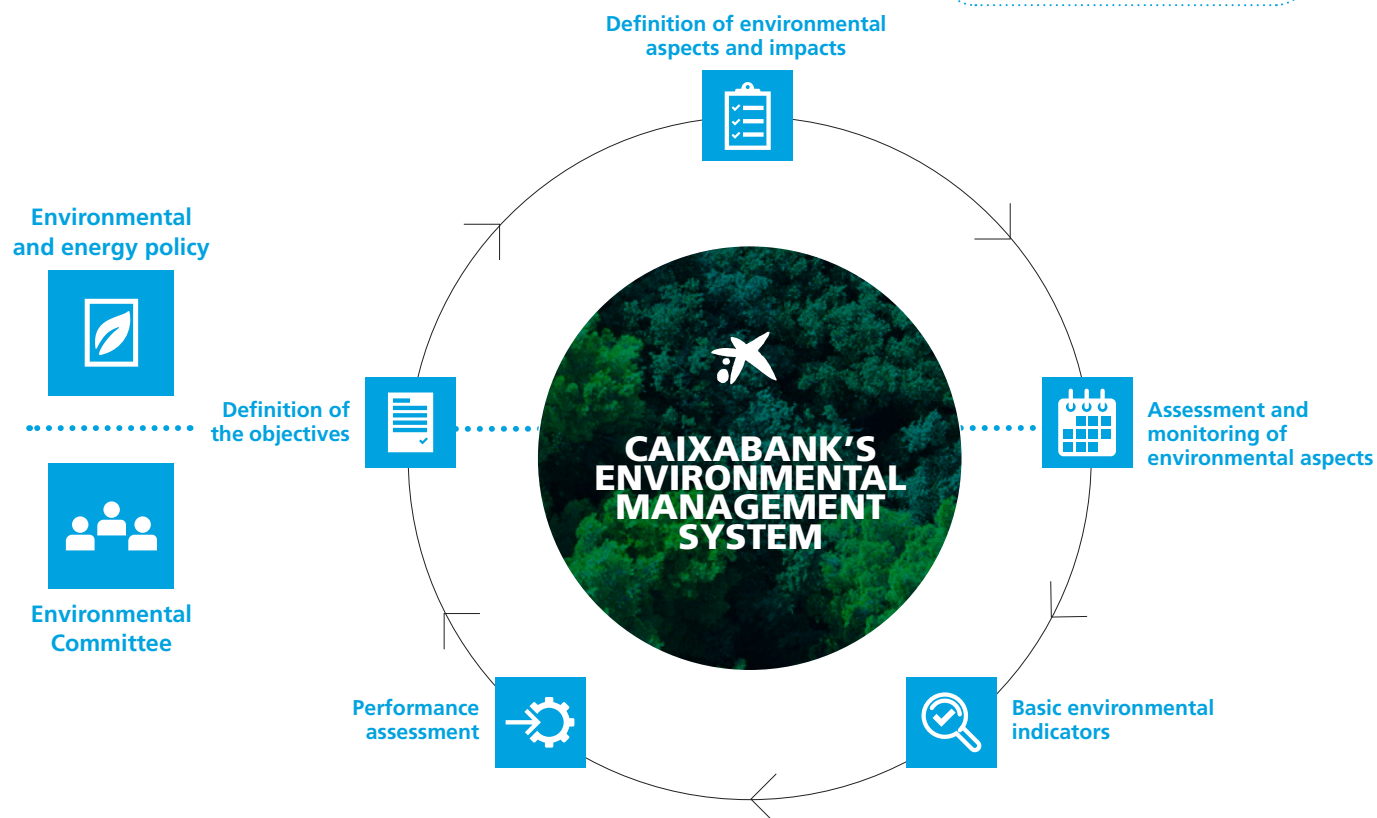 Definition of environmental
aspects and impacts
Environmental
and energy policy
Definition of
the objectives
CAIXABANK'S
ENVIRONMENTAL
MANAGEMENT
SYSTEM
Assessment and
monitoring of
environmental aspects
Environmental
Committee
Performance
assessment
Basic environmental
indicators